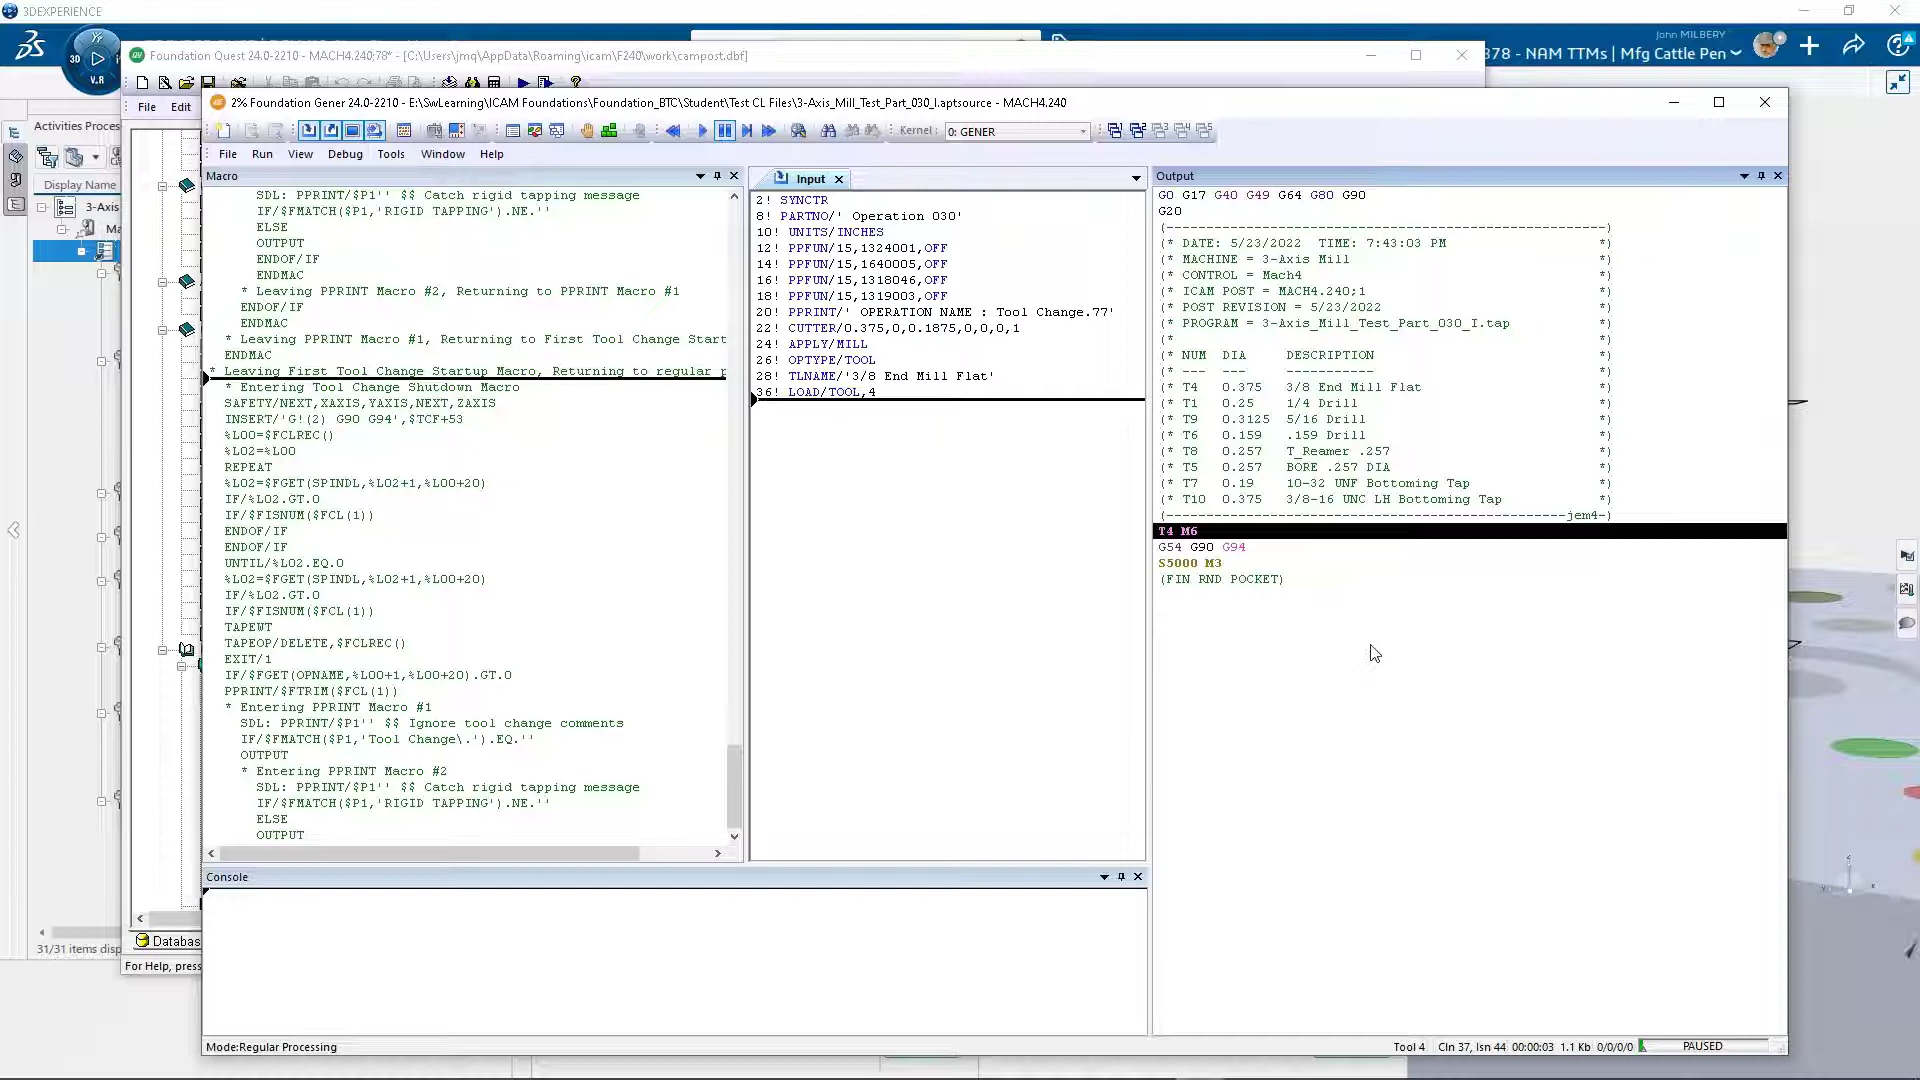 3DEXPERIENCE
John MILBERY
378 - NAM TTMs | Mfg Cattle Pen
3D
V.R
Foundation Quest 24.0-2210 - MACH4.240;78* - [C:\Users\jmq\AppData\Roaming\icam\F240\work\campost.dbf]
File Edit
Activities Proce
Display Name
3-Axis
Ma
31/31 items disp
Databas
For Help, press
2% Foundation Gener 24.0-2210 - E:\SwLearning\ICAM Foundations\Foundation_BTC\Student\Test CL Files\3-Axis_Mill_Test_Part_030_I.aptsource - MACH4.240
Kernel: 0: GENER
File Run View Debug Tools Window Help
Macro
SDL: PPRINT/$P1'' $$ Catch rigid tapping message
IF/$FMATCH($P1,'RIGID TAPPING').NE.''
ELSE
OUTPUT
ENDOF/IF
ENDMAC
* Leaving PPRINT Macro #2, Returning to PPRINT Macro #1
ENDOF/IF
ENDMAC
* Leaving PPRINT Macro #1, Returning to First Tool Change Start
ENDMAC
* Leaving First Tool Change Startup Macro, Returning to regular p
* Entering Tool Change Shutdown Macro
SAFETY/NEXT,XAXIS,YAXIS,NEXT,ZAXIS
INSERT/'G!(2) G90 G94',$TCF+53
%L00=$FCLREC()
%L02=%L00
REPEAT
%L02=$FGET(SPINDL,%L02+1,%L00+20)
IF/%L02.GT.0
IF/$FISNUM($FCL(1))
ENDOF/IF
ENDOF/IF
UNTIL/%L02.EQ.0
%L02=$FGET(SPINDL,%L02+1,%L00+20)
IF/%L02.GT.0
IF/$FISNUM($FCL(1))
TAPEWT
TAPEOP/DELETE,$FCLREC()
EXIT/1
IF/$FGET(OPNAME,%L00+1,%L00+20).GT.0
PPRINT/$FTRIM($FCL(1))
* Entering PPRINT Macro #1
SDL: PPRINT/$P1'' $$ Ignore tool change comments
IF/$FMATCH($P1,'Tool Change\.').EQ.''
OUTPUT
* Entering PPRINT Macro #2
SDL: PPRINT/$P1'' $$ Catch rigid tapping message
IF/$FMATCH($P1,'RIGID TAPPING').NE.''
ELSE
OUTPUT
Input
2! SYNCTR
8! PARTNO/' Operation 030'
10! UNITS/INCHES
12! PPFUN/15,1324001,OFF
14! PPFUN/15,1640005,OFF
16! PPFUN/15,1318046,OFF
18! PPFUN/15,1319003,OFF
20! PPRINT/' OPERATION NAME : Tool Change.77'
22! CUTTER/0.375,0,0.1875,0,0,0,1
24! APPLY/MILL
26! OPTYPE/TOOL
28! TLNAME/'3/8 End Mill Flat'
36! LOAD/TOOL,4
Output
G0 G17 G40 G49 G64 G80 G90
G20
(-------------------------------------------------------)
(* DATE: 5/23/2022  TIME: 7:43:03 PM *)
(* MACHINE = 3-Axis Mill *)
(* CONTROL = Mach4 *)
(* ICAM POST = MACH4.240;1 *)
(* POST REVISION = 5/23/2022 *)
(* PROGRAM = 3-Axis_Mill_Test_Part_030_I.tap *)
(* *)
(* NUM DIA DESCRIPTION *)
(* --- --- ----------- *)
(* T4 0.375 3/8 End Mill Flat *)
(* T1 0.25 1/4 Drill *)
(* T9 0.3125 5/16 Drill *)
(* T6 0.159 .159 Drill *)
(* T8 0.257 T_Reamer .257 *)
(* T5 0.257 BORE .257 DIA *)
(* T7 0.19 10-32 UNF Bottoming Tap *)
(* T10 0.375 3/8-16 UNC LH Bottoming Tap *)
(--------------------------------------------------jem4-)
T4 M6
G54 G90 G94
S5000 M3
(FIN RND POCKET)
Console
Mode:Regular Processing
Tool 4 Cln 37, Isn 44 00:00:03 1.1 Kb 0/0/0/0 PAUSED